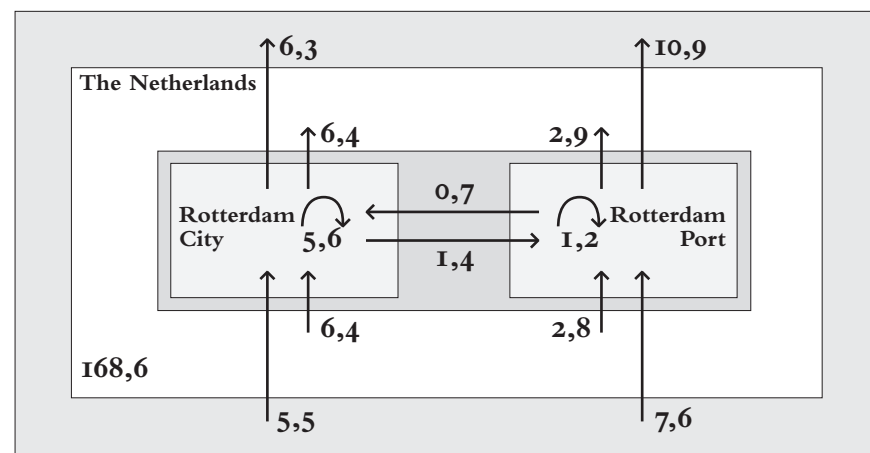 6,3
10,9
The Netherlands
6,4
2,9
0,7
Rotterdam
City
5,6
1,2
Rotterdam
Port
1,4
6,4
2,8
168,6
5,5
7,6